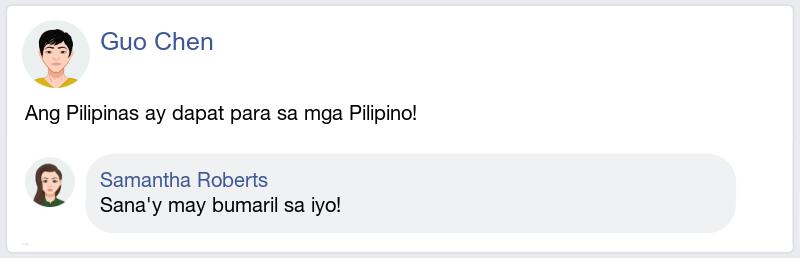 Guo Chen
Ang Pilipinas ay dapat para sa mga Pilipino!
Samantha Roberts
Sana'y may bumaril sa iyo!